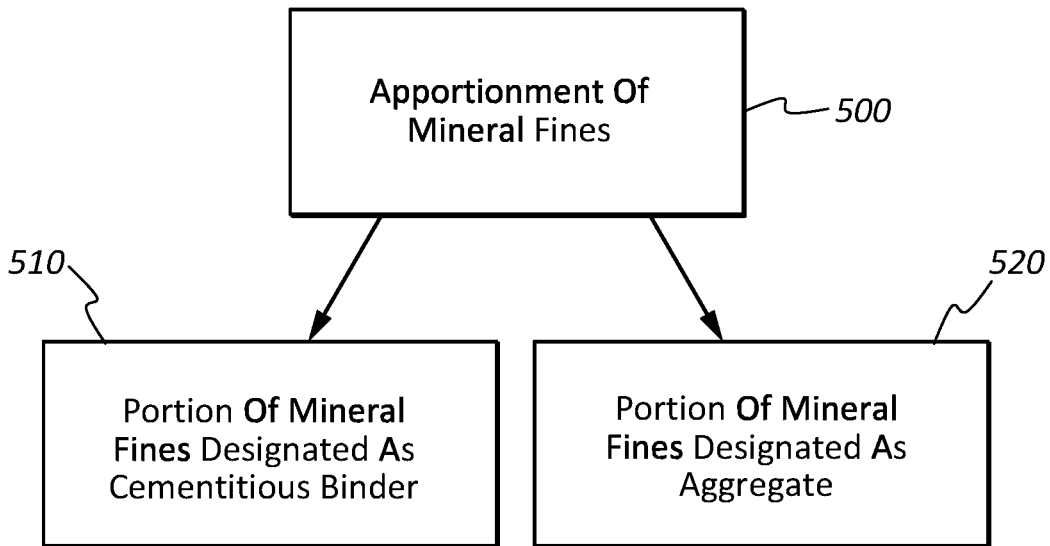 Apportionment Of
Mineral Fines
500
510
520
Portion Of Mineral
Fines Designated As
Cementitious Binder
Portion Of Mineral
Fines Designated As
Aggregate